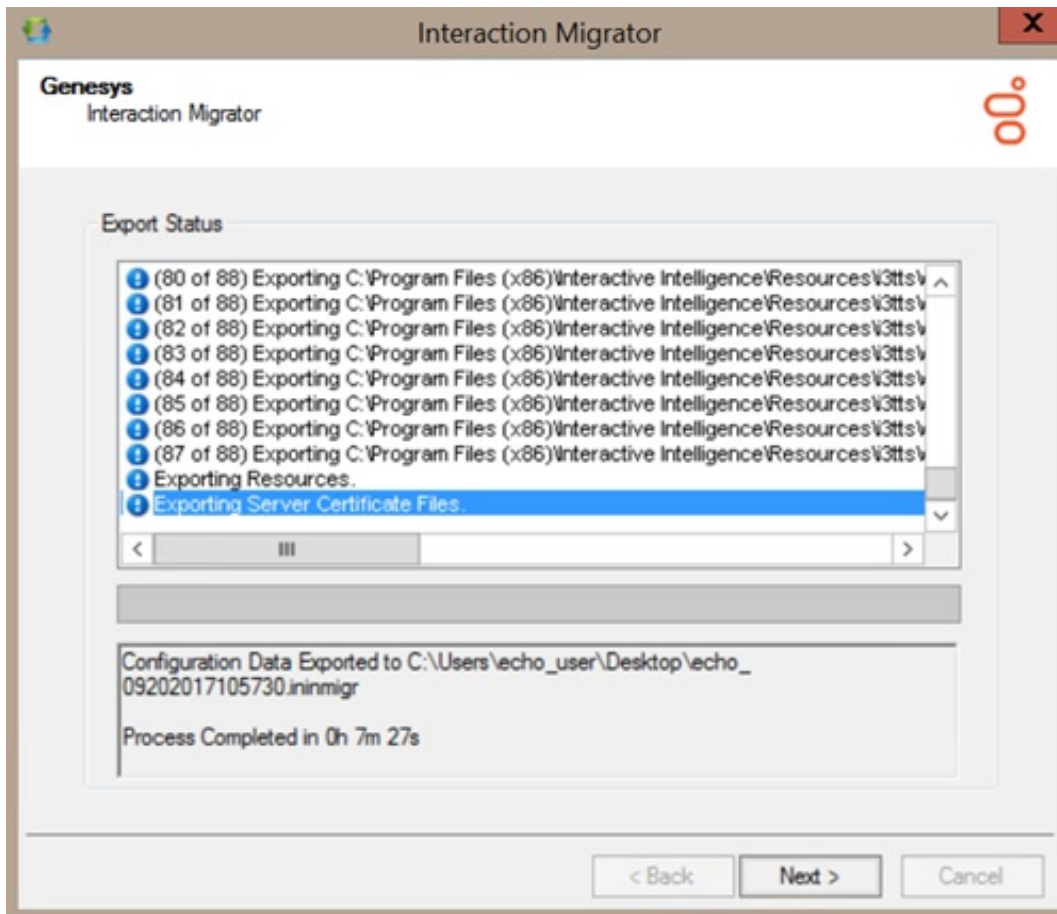 Interaction Migrator
X
Genesys
Interaction Migrator
Export Status
(80 of 88) Exporting C:\Program Files (x86)\Interactive Intelligence\Resources\i3tts\
(81 of 88) Exporting C:\Program Files (x86)\Interactive Intelligence\Resources\i3tts\
(82 of 88) Exporting C:\Program Files (x86)\Interactive Intelligence\Resources\i3tts\
(83 of 88) Exporting C:\Program Files (x86)\Interactive Intelligence\Resources\i3tts\
(84 of 88) Exporting C:\Program Files (x86)\Interactive Intelligence\Resources\i3tts\
(85 of 88) Exporting C:\Program Files (x86)\Interactive Intelligence\Resources\i3tts\
(86 of 88) Exporting C:\Program Files (x86)\Interactive Intelligence\Resources\i3tts\
(87 of 88) Exporting C:\Program Files (x86)\Interactive Intelligence\Resources\i3tts\
Exporting Resources.
Exporting Server Certificate Files.
Configuration Data Exported to C:\Users\echo_user\Desktop\echo_
09202017105730.ininmigr
Process Completed in 0h 7m 27s
< Back
Next >
Cancel